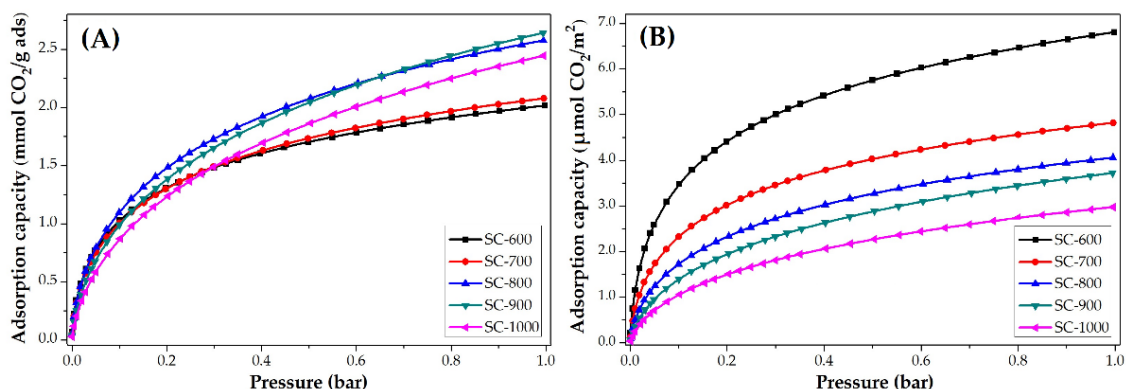 (A)
Adsorption capacity (mmol CO₂/g ads)
2.5
2.0
1.5
1.0
0.5
0.0
SC-600
SC-700
SC-800
SC-900
SC-1000
0.0 0.2 0.4 0.6 0.8 1.0
Pressure (bar)
(B)
Adsorption capacity (μmol CO₂/m²)
7.0
6.0
5.0
4.0
3.0
2.0
1.0
0.0
SC-600
SC-700
SC-800
SC-900
SC-1000
0.0 0.2 0.4 0.6 0.8 1.0
Pressure (bar)